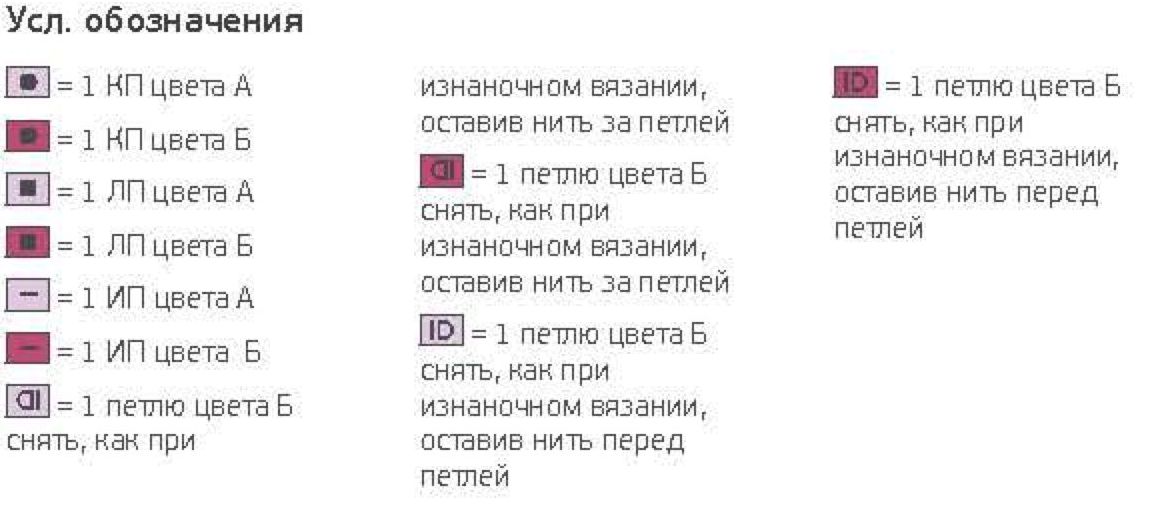 Усл. обозначения
= 1 КП цвета А
= 1 КП цвета Б
= 1 ЛП цвета А
= 1 ЛП цвета Б
= 1 ИП цвета А
= 1 ИП цвета Б
= 1 петлю цвета Б
снять, как при
изнаночном вязании,
оставив нить за петлей
= 1 петлю цвета Б
снять, как при
изнаночном вязании,
оставив нить за петлей
= 1 петлю цвета Б
снять, как при
изнаночном вязании,
оставив нить перед
петлей
= 1 петлю цвета Б
снять, как при
изнаночном вязании,
оставив нить перед
петлей